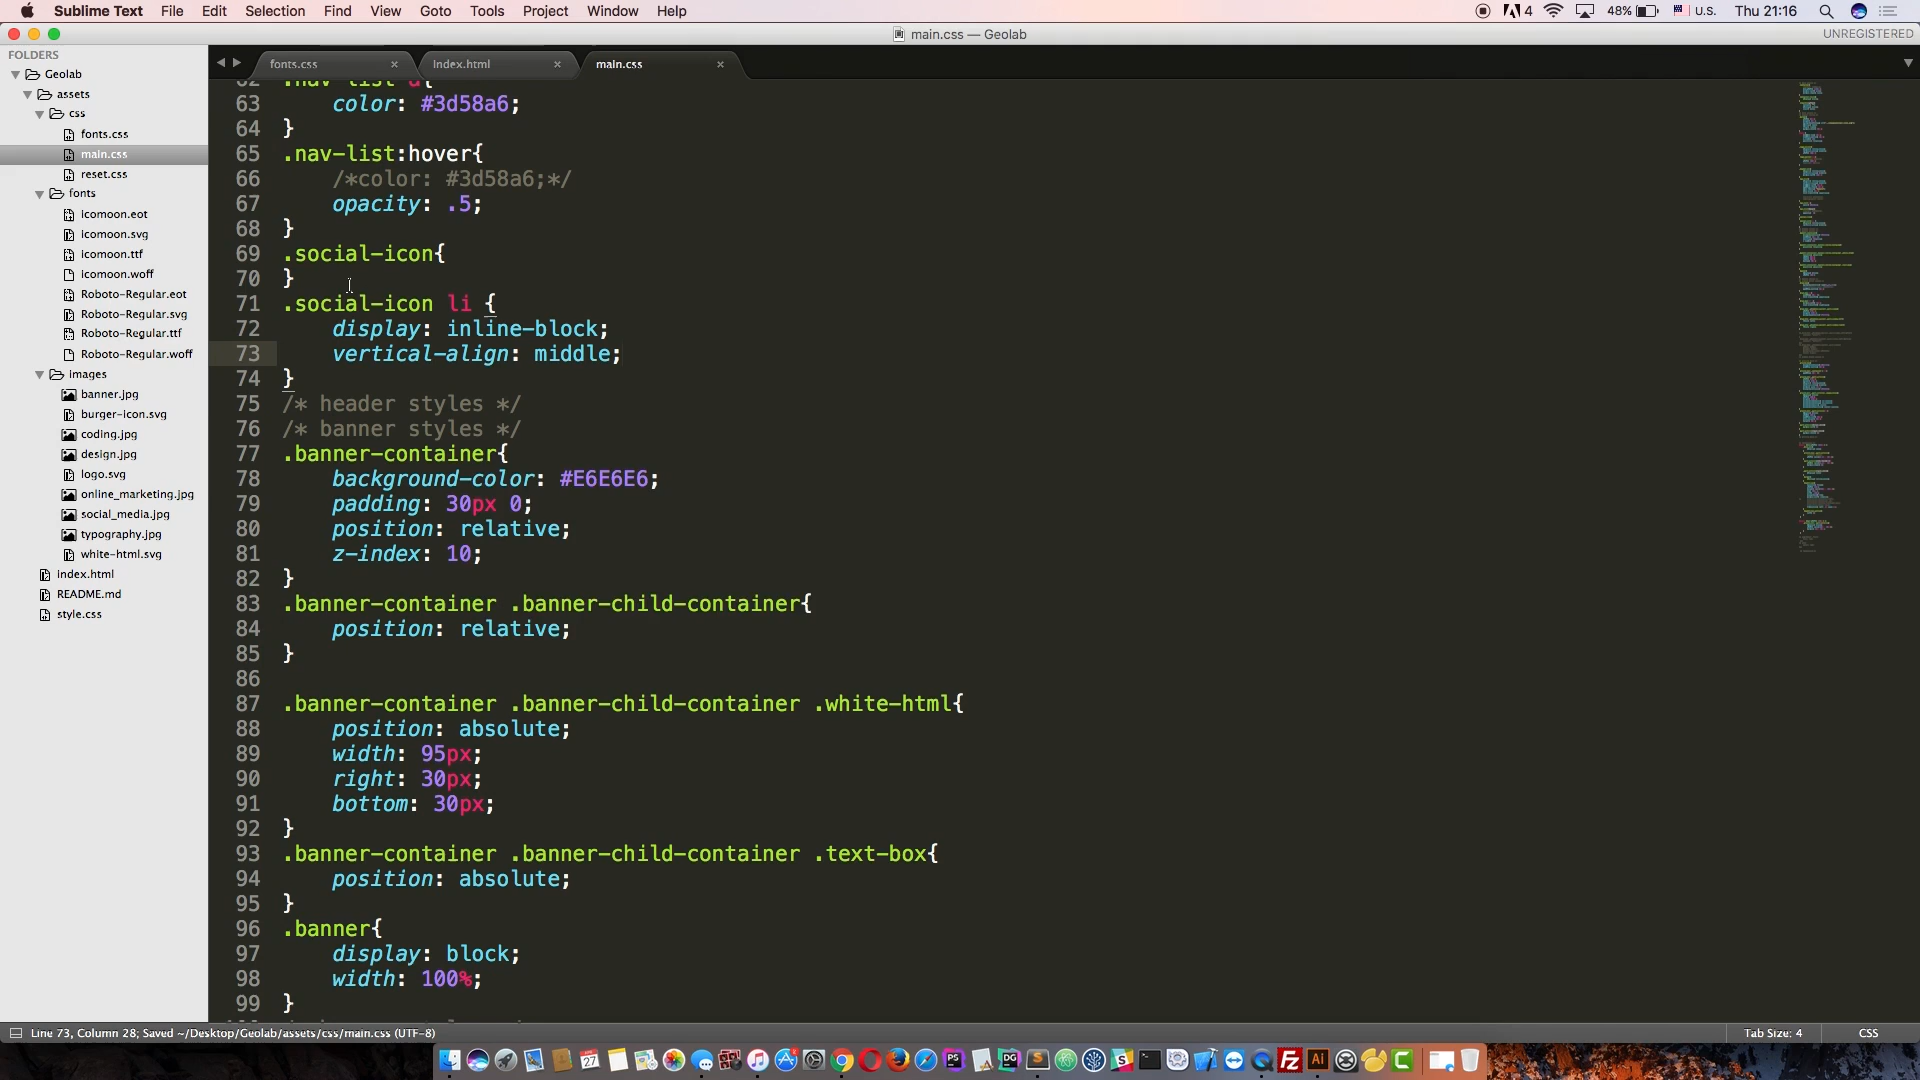 Sublime Text File Edit Selection Find View Goto Tools Project Window Help 4 48% U.S. Thu 21:16
main.css — Geolab UNREGISTERED
FOLDERS
Geolab
assets
css
fonts.css
main.css
reset.css
fonts
icomoon.eot
icomoon.svg
icomoon.ttf
icomoon.woff
Roboto-Regular.eot
Roboto-Regular.svg
Roboto-Regular.ttf
Roboto-Regular.woff
images
banner.jpg
burger-icon.svg
coding.jpg
design.jpg
logo.svg
online_marketing.jpg
social_media.jpg
typography.jpg
white-html.svg
index.html
README.md
style.css
fonts.css × index.html × main.css ×
62 .nav-list a{
63 color: #3d58a6;
64 }
65 .nav-list:hover{
66 /*color: #3d58a6;*/
67 opacity: .5;
68 }
69 .social-icon{
70 }
71 .social-icon li {
72 display: inline-block;
73 vertical-align: middle;
74 }
75 /* header styles */
76 /* banner styles */
77 .banner-container{
78 background-color: #E6E6E6;
79 padding: 30px 0;
80 position: relative;
81 z-index: 10;
82 }
83 .banner-container .banner-child-container{
84 position: relative;
85 }
86
87 .banner-container .banner-child-container .white-html{
88 position: absolute;
89 width: 95px;
90 right: 30px;
91 bottom: 30px;
92 }
93 .banner-container .banner-child-container .text-box{
94 position: absolute;
95 }
96 .banner{
97 display: block;
98 width: 100%;
99 }
Line 73, Column 28; Saved ~/Desktop/Geolab/assets/css/main.css (UTF-8) Tab Size: 4 CSS